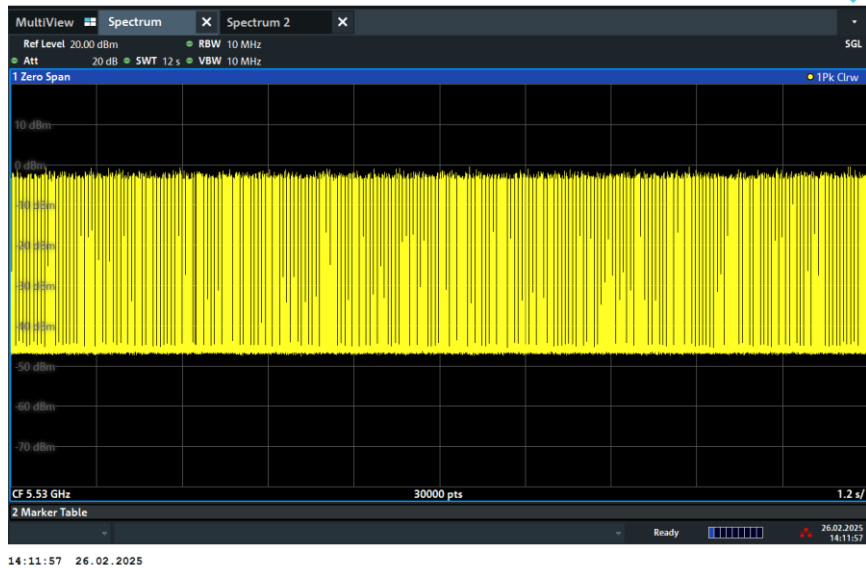 MultiView Spectrum X Spectrum 2 X
Ref Level 20.00 dBm RBW 10 MHz SGL
Att 20 dB SWT 12 s VBW 10 MHz
1 Zero Span 1Pk Clrw
10 dBm
0 dBm
-10 dBm
-20 dBm
-30 dBm
-40 dBm
-50 dBm
-60 dBm
-70 dBm
CF 5.53 GHz 30000 pts 1.2 s/
2 Marker Table
Ready 26.02.2025
14:11:57
14:11:57 26.02.2025